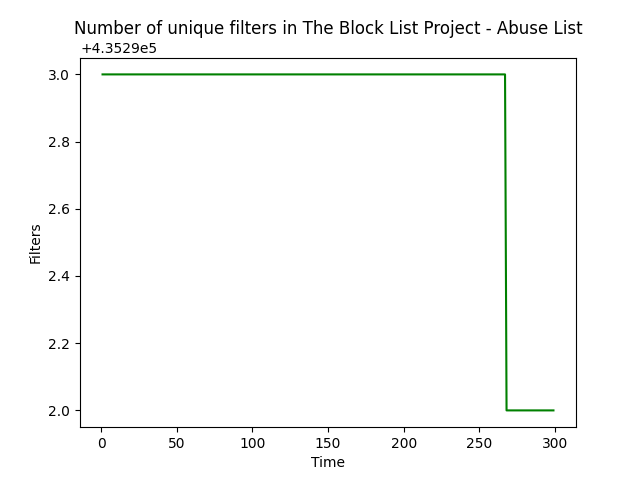 Number of unique filters in The Block List Project - Abuse List
+4.3529e5
3.0
2.8
2.6
2.4
2.2
2.0
Filters
0 50 100 150 200 250 300
Time